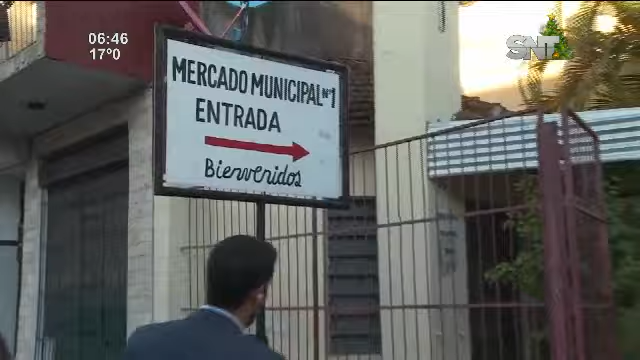 06:46
17°0
SNT
MERCADO MUNICIPAL Nº1
ENTRADA
Bienvenidos